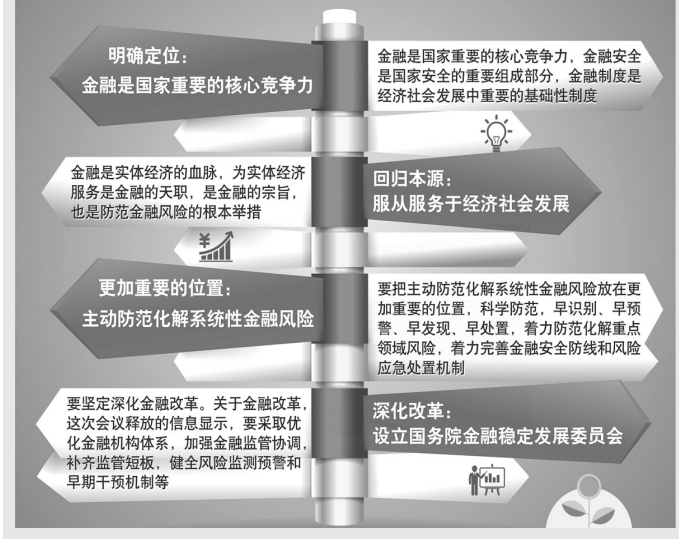 明确定位：
金融是国家重要的核心竞争力
金融是国家重要的核心竞争力，金融安全
是国家安全的重要组成部分，金融制度是
经济社会发展中重要的基础性制度
金融是实体经济的血脉，为实体经济
服务是金融的天职，是金融的宗旨，
也是防范金融风险的根本举措
回归本源：
服从服务于经济社会发展
¥
更加重要的位置：
主动防范化解系统性金融风险
要把主动防范化解系统性金融风险放在更
加重要的位置，科学防范，早识别、早预
警、早发现、早处置，着力防范化解重点
领域风险，着力完善金融安全防线和风险
应急处置机制
要坚定深化金融改革。关于金融改革，
这次会议释放的信息显示，要采取优
化金融机构体系，加强金融监管协调，
补齐监管短板，健全风险监测预警和
早期干预机制等
深化改革：
设立国务院金融稳定发展委员会